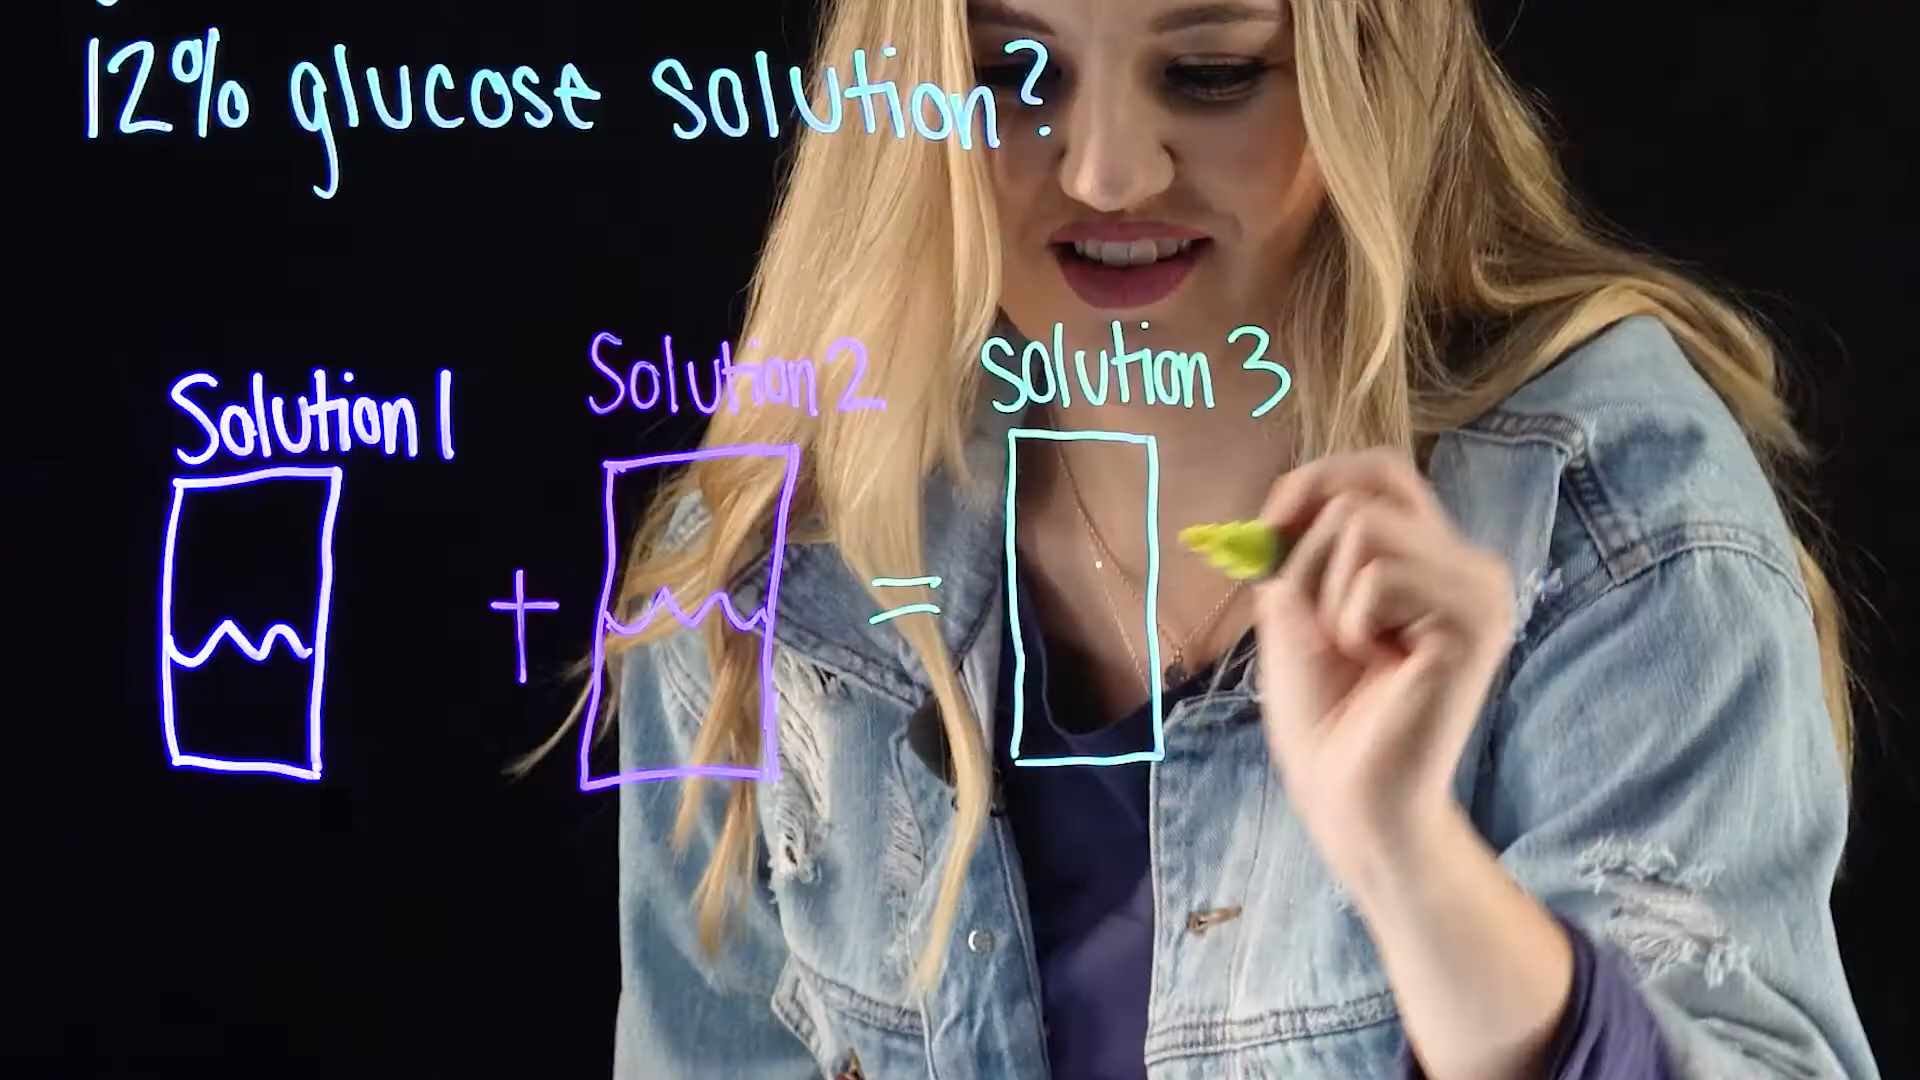 12% glucose solution?
Solution 1
Solution 2
Solution 3
+ =